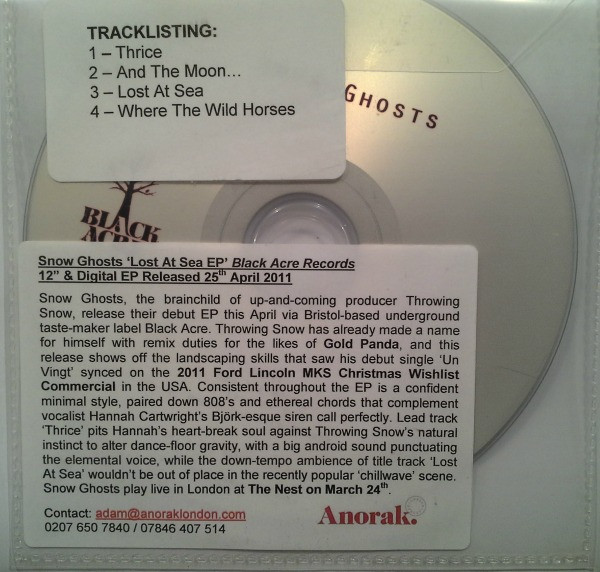 TRACKLISTING:
1 – Thrice
2 – And The Moon…
3 – Lost At Sea
4 – Where The Wild Horses
GHOSTS
BLACK
ACRE
Snow Ghosts ‘Lost At Sea EP’ Black Acre Records
12” & Digital EP Released 25th April 2011
Snow Ghosts, the brainchild of up-and-coming producer Throwing
Snow, release their debut EP this April via Bristol-based underground
taste-maker label Black Acre. Throwing Snow has already made a name
for himself with remix duties for the likes of Gold Panda, and this
release shows off the landscaping skills that saw his debut single ‘Un
Vingt’ synced on the 2011 Ford Lincoln MKS Christmas Wishlist
Commercial in the USA. Consistent throughout the EP is a confident
minimal style, paired down 808’s and ethereal chords that complement
vocalist Hannah Cartwright’s Björk-esque siren call perfectly. Lead track
‘Thrice’ pits Hannah’s heart-break soul against Throwing Snow’s natural
instinct to alter dance-floor gravity, with a big android sound punctuating
the elemental voice, while the down-tempo ambience of title track ‘Lost
At Sea’ wouldn’t be out of place in the recently popular ‘chillwave’ scene.
Snow Ghosts play live in London at The Nest on March 24th.
Contact: adam@anoraklondon.com
0207 650 7840 / 07846 407 514
Anorak.